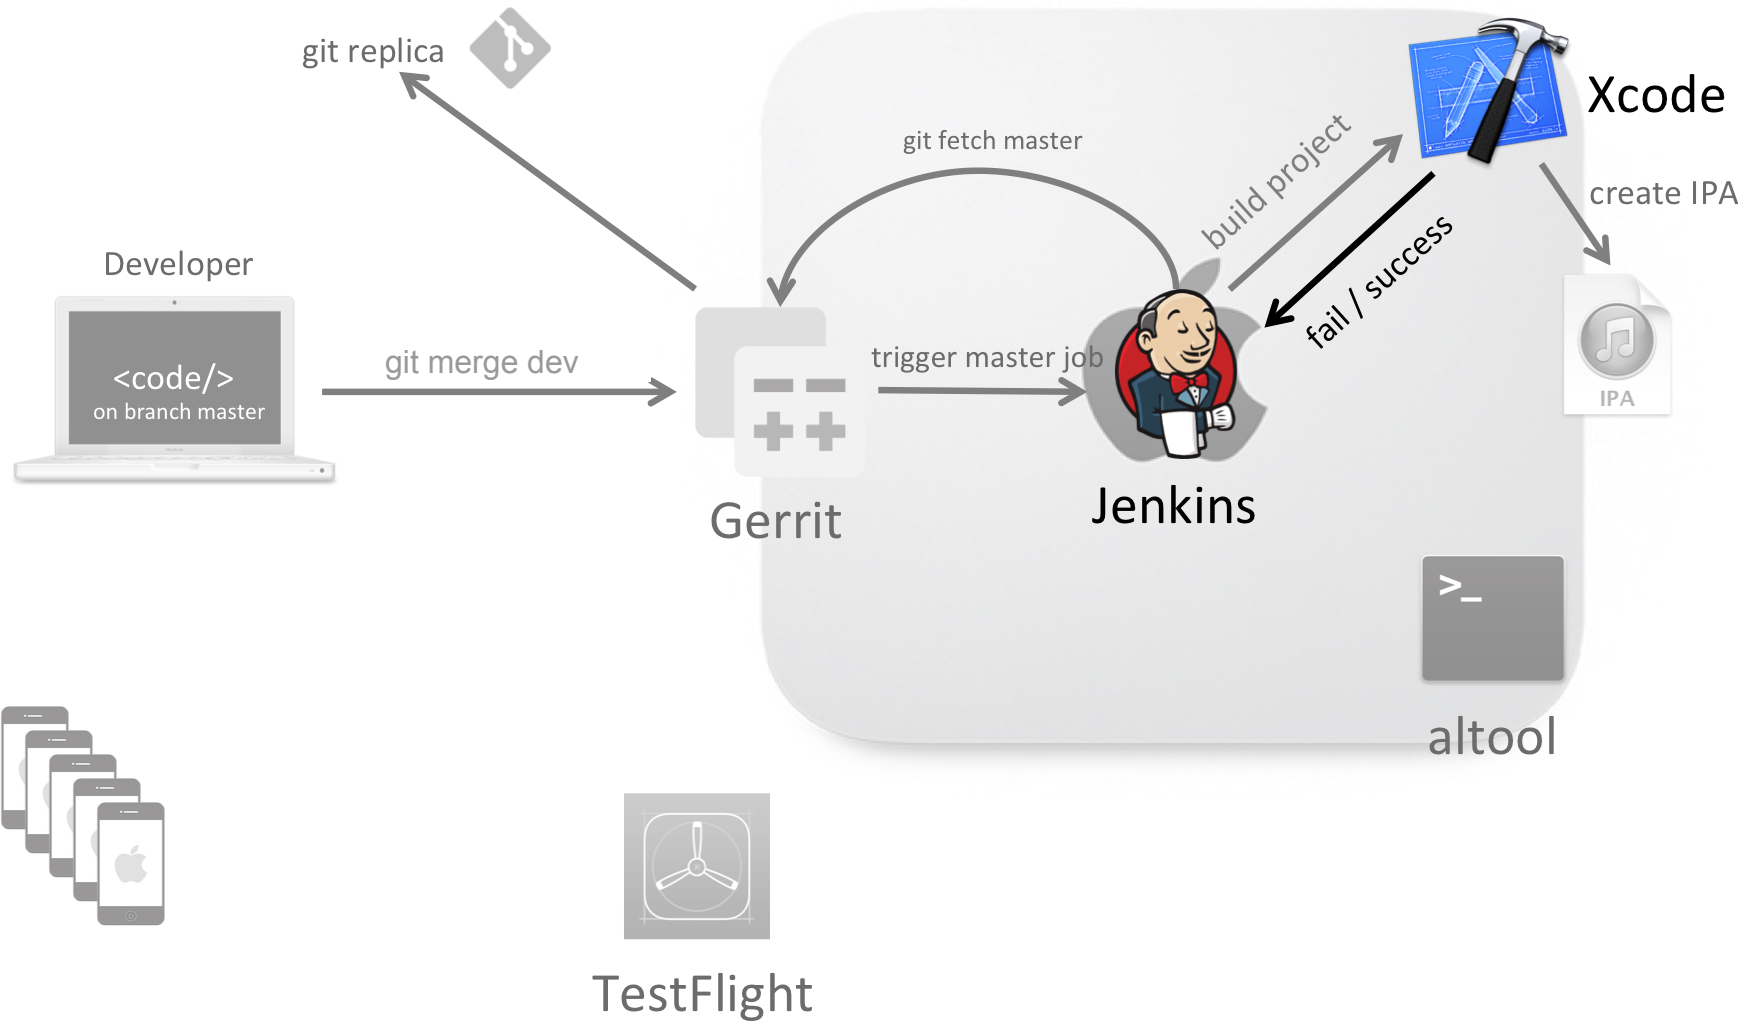 git replica
Xcode
git fetch master
build project
create IPA
fail / success
Developer
<code/>
on branch master
git merge dev
trigger master job
IPA
Gerrit
Jenkins
>_
altool
TestFlight